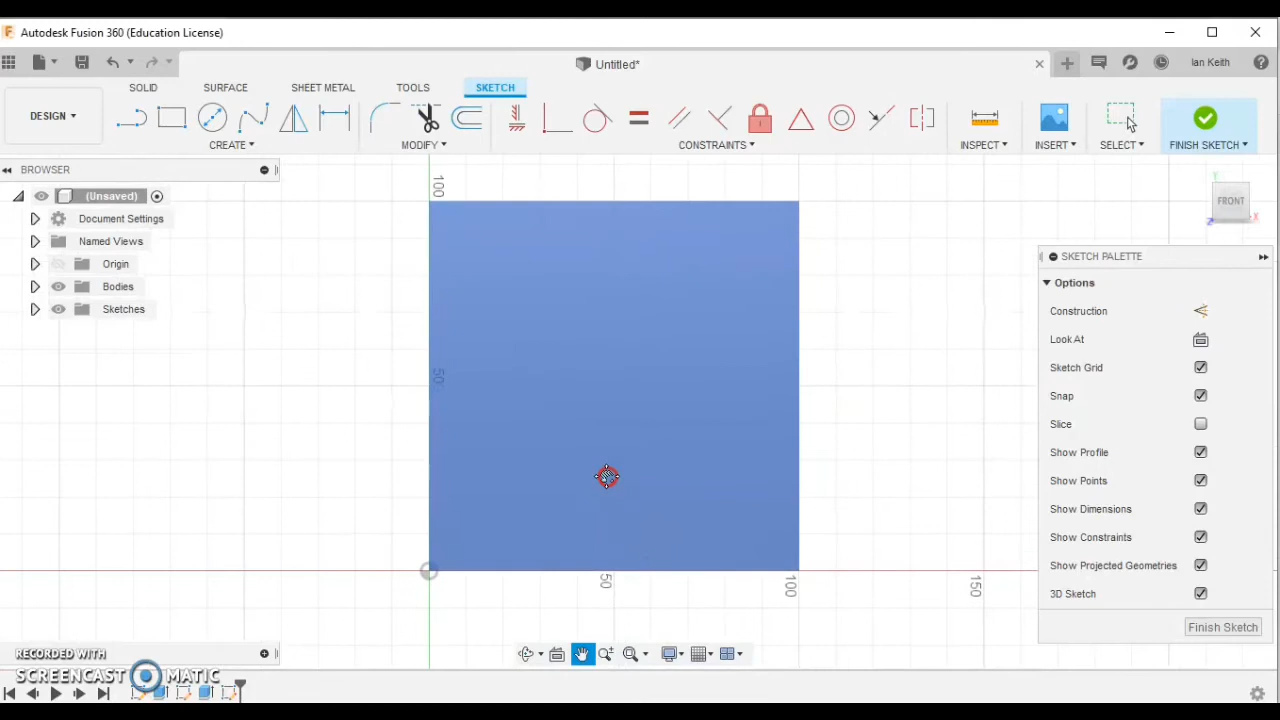 Autodesk Fusion 360 (Education License)
Untitled*
Ian Keith
SOLID SURFACE SHEET METAL TOOLS SKETCH
DESIGN
CREATE MODIFY CONSTRAINTS INSPECT INSERT SELECT FINISH SKETCH
BROWSER
(Unsaved)
Document Settings
Named Views
Origin
Bodies
Sketches
100
50
50
100
150
Y
FRONT
Z
X
SKETCH PALETTE
Options
Construction
Look At
Sketch Grid
Snap
Slice
Show Profile
Show Points
Show Dimensions
Show Constraints
Show Projected Geometries
3D Sketch
Finish Sketch
RECORDED WITH
SCREENCAST MATIC